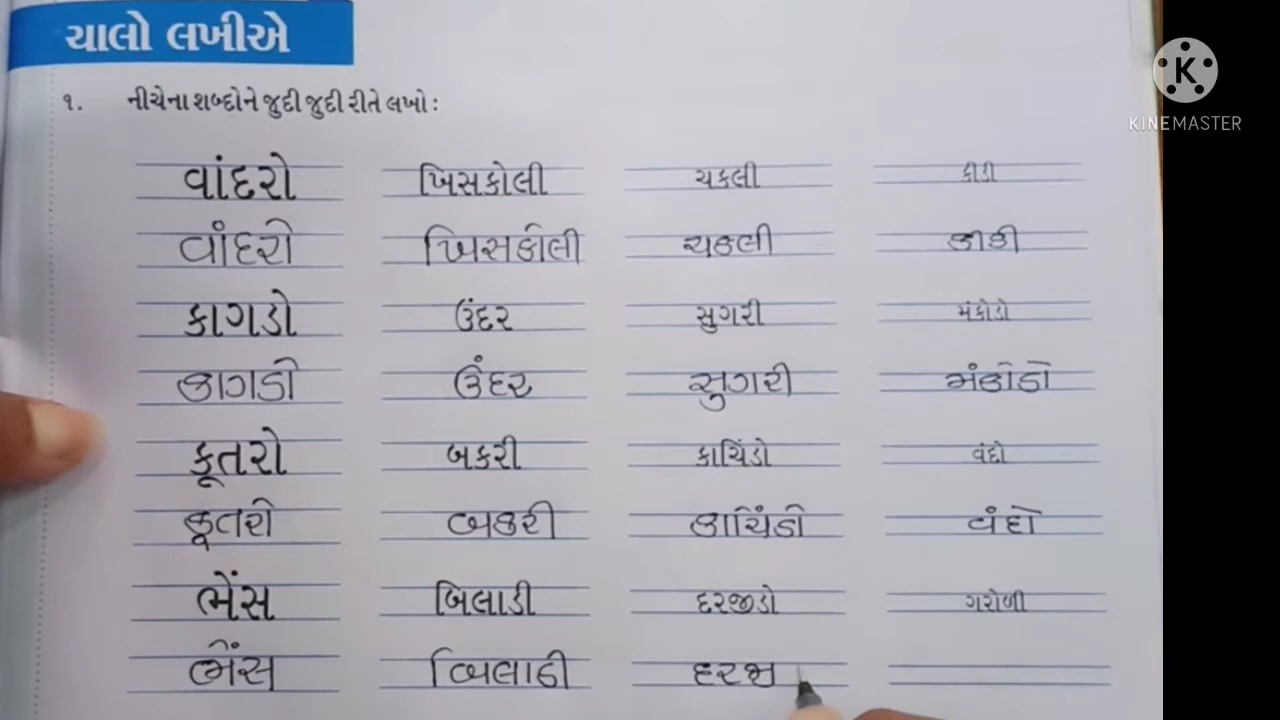 ચાલો લખીએ
KINEMASTER
૧. નીચેના શબ્દોને જુદી જુદી રીતે લખો :
વાંદરો ખિસકોલી ચકલી કીડી
વાંદરો ખિસકોલી ચકલી કીકી
કાગડો ઉંદર સુગરી મંકોડો
કાગડો ઉંદર સુગરી મંકોડો
કૂતરો બકરી કાચિંડો વંદો
કૂતરો બકરી કાચિંડો વંદો
ભેંસ બિલાડી દરજીડો ગરોળી
ભેંસ બિલાડી દરજ